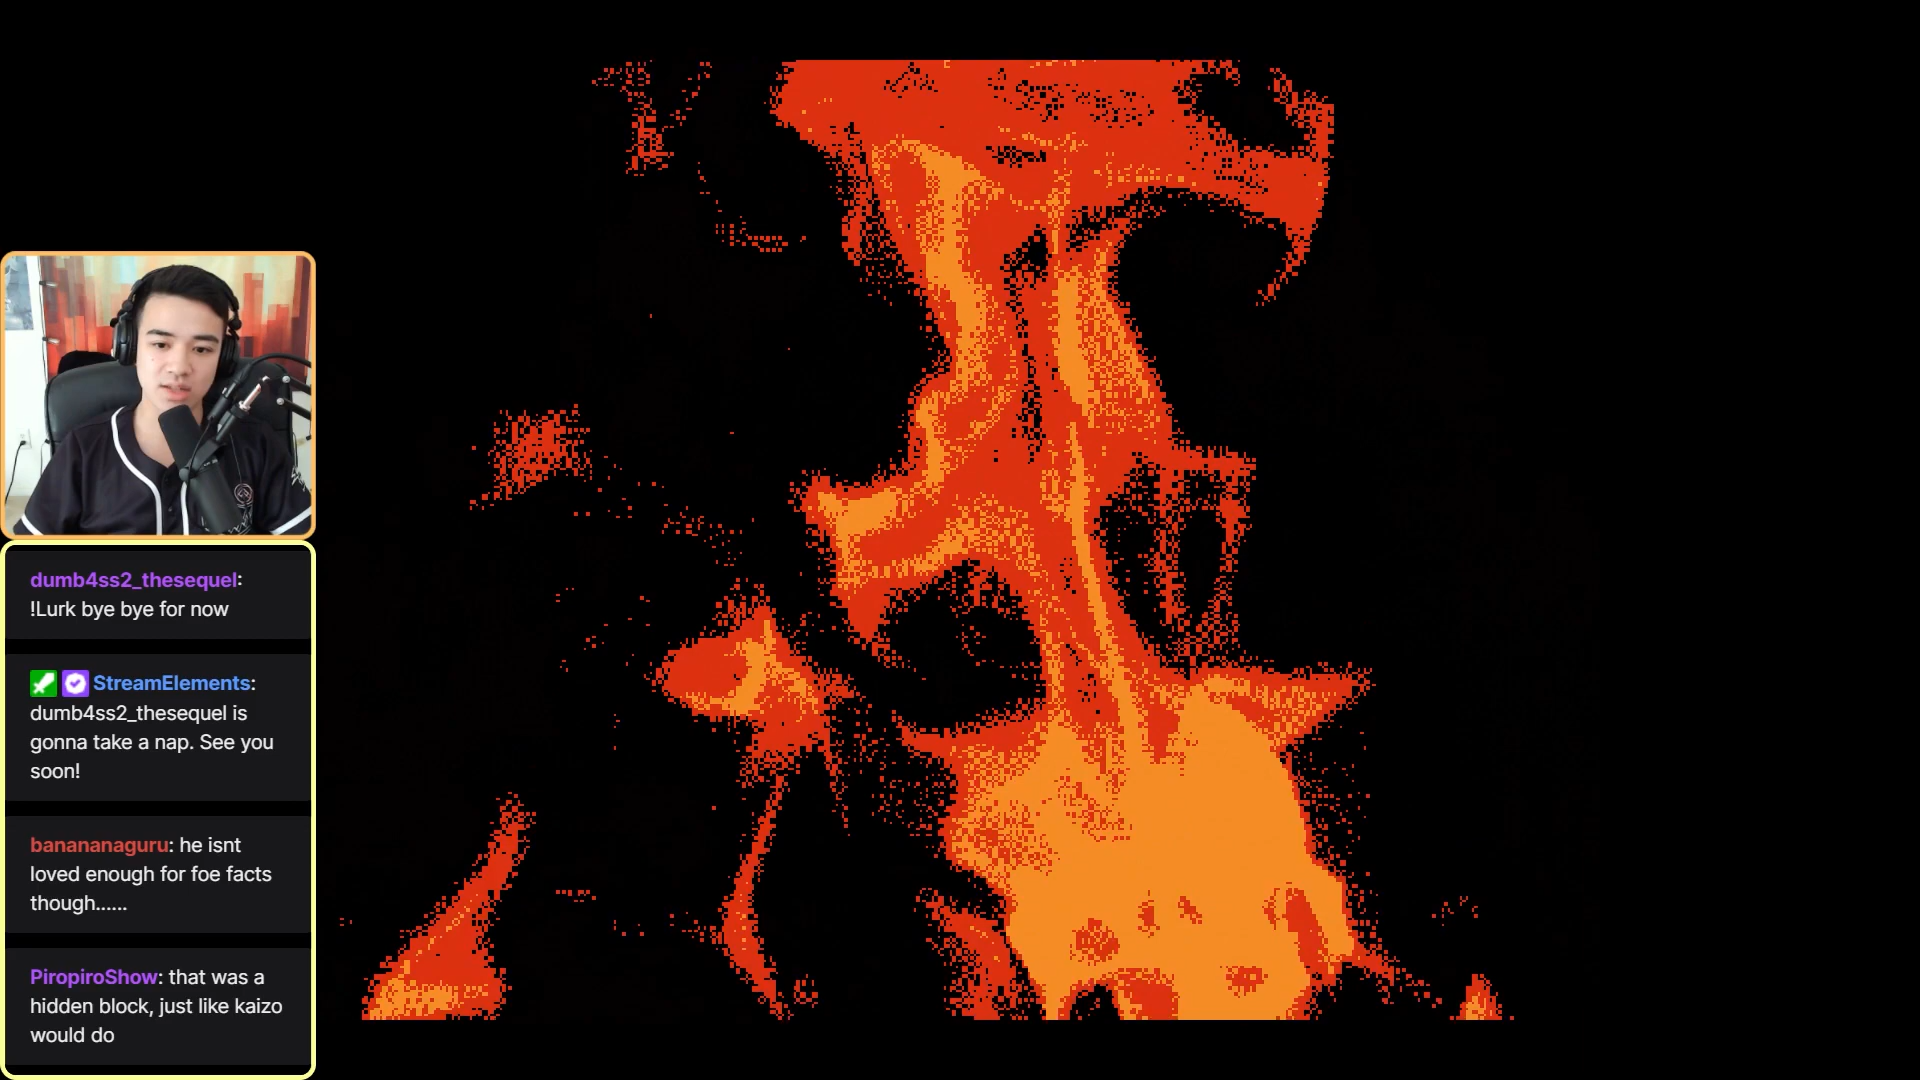 dumb4ss2_thesequel:
!Lurk bye bye for now
StreamElements:
dumb4ss2_thesequel is
gonna take a nap. See you
soon!
banananaguru: he isnt
loved enough for foe facts
though......
PiropiroShow: that was a
hidden block, just like kaizo
would do